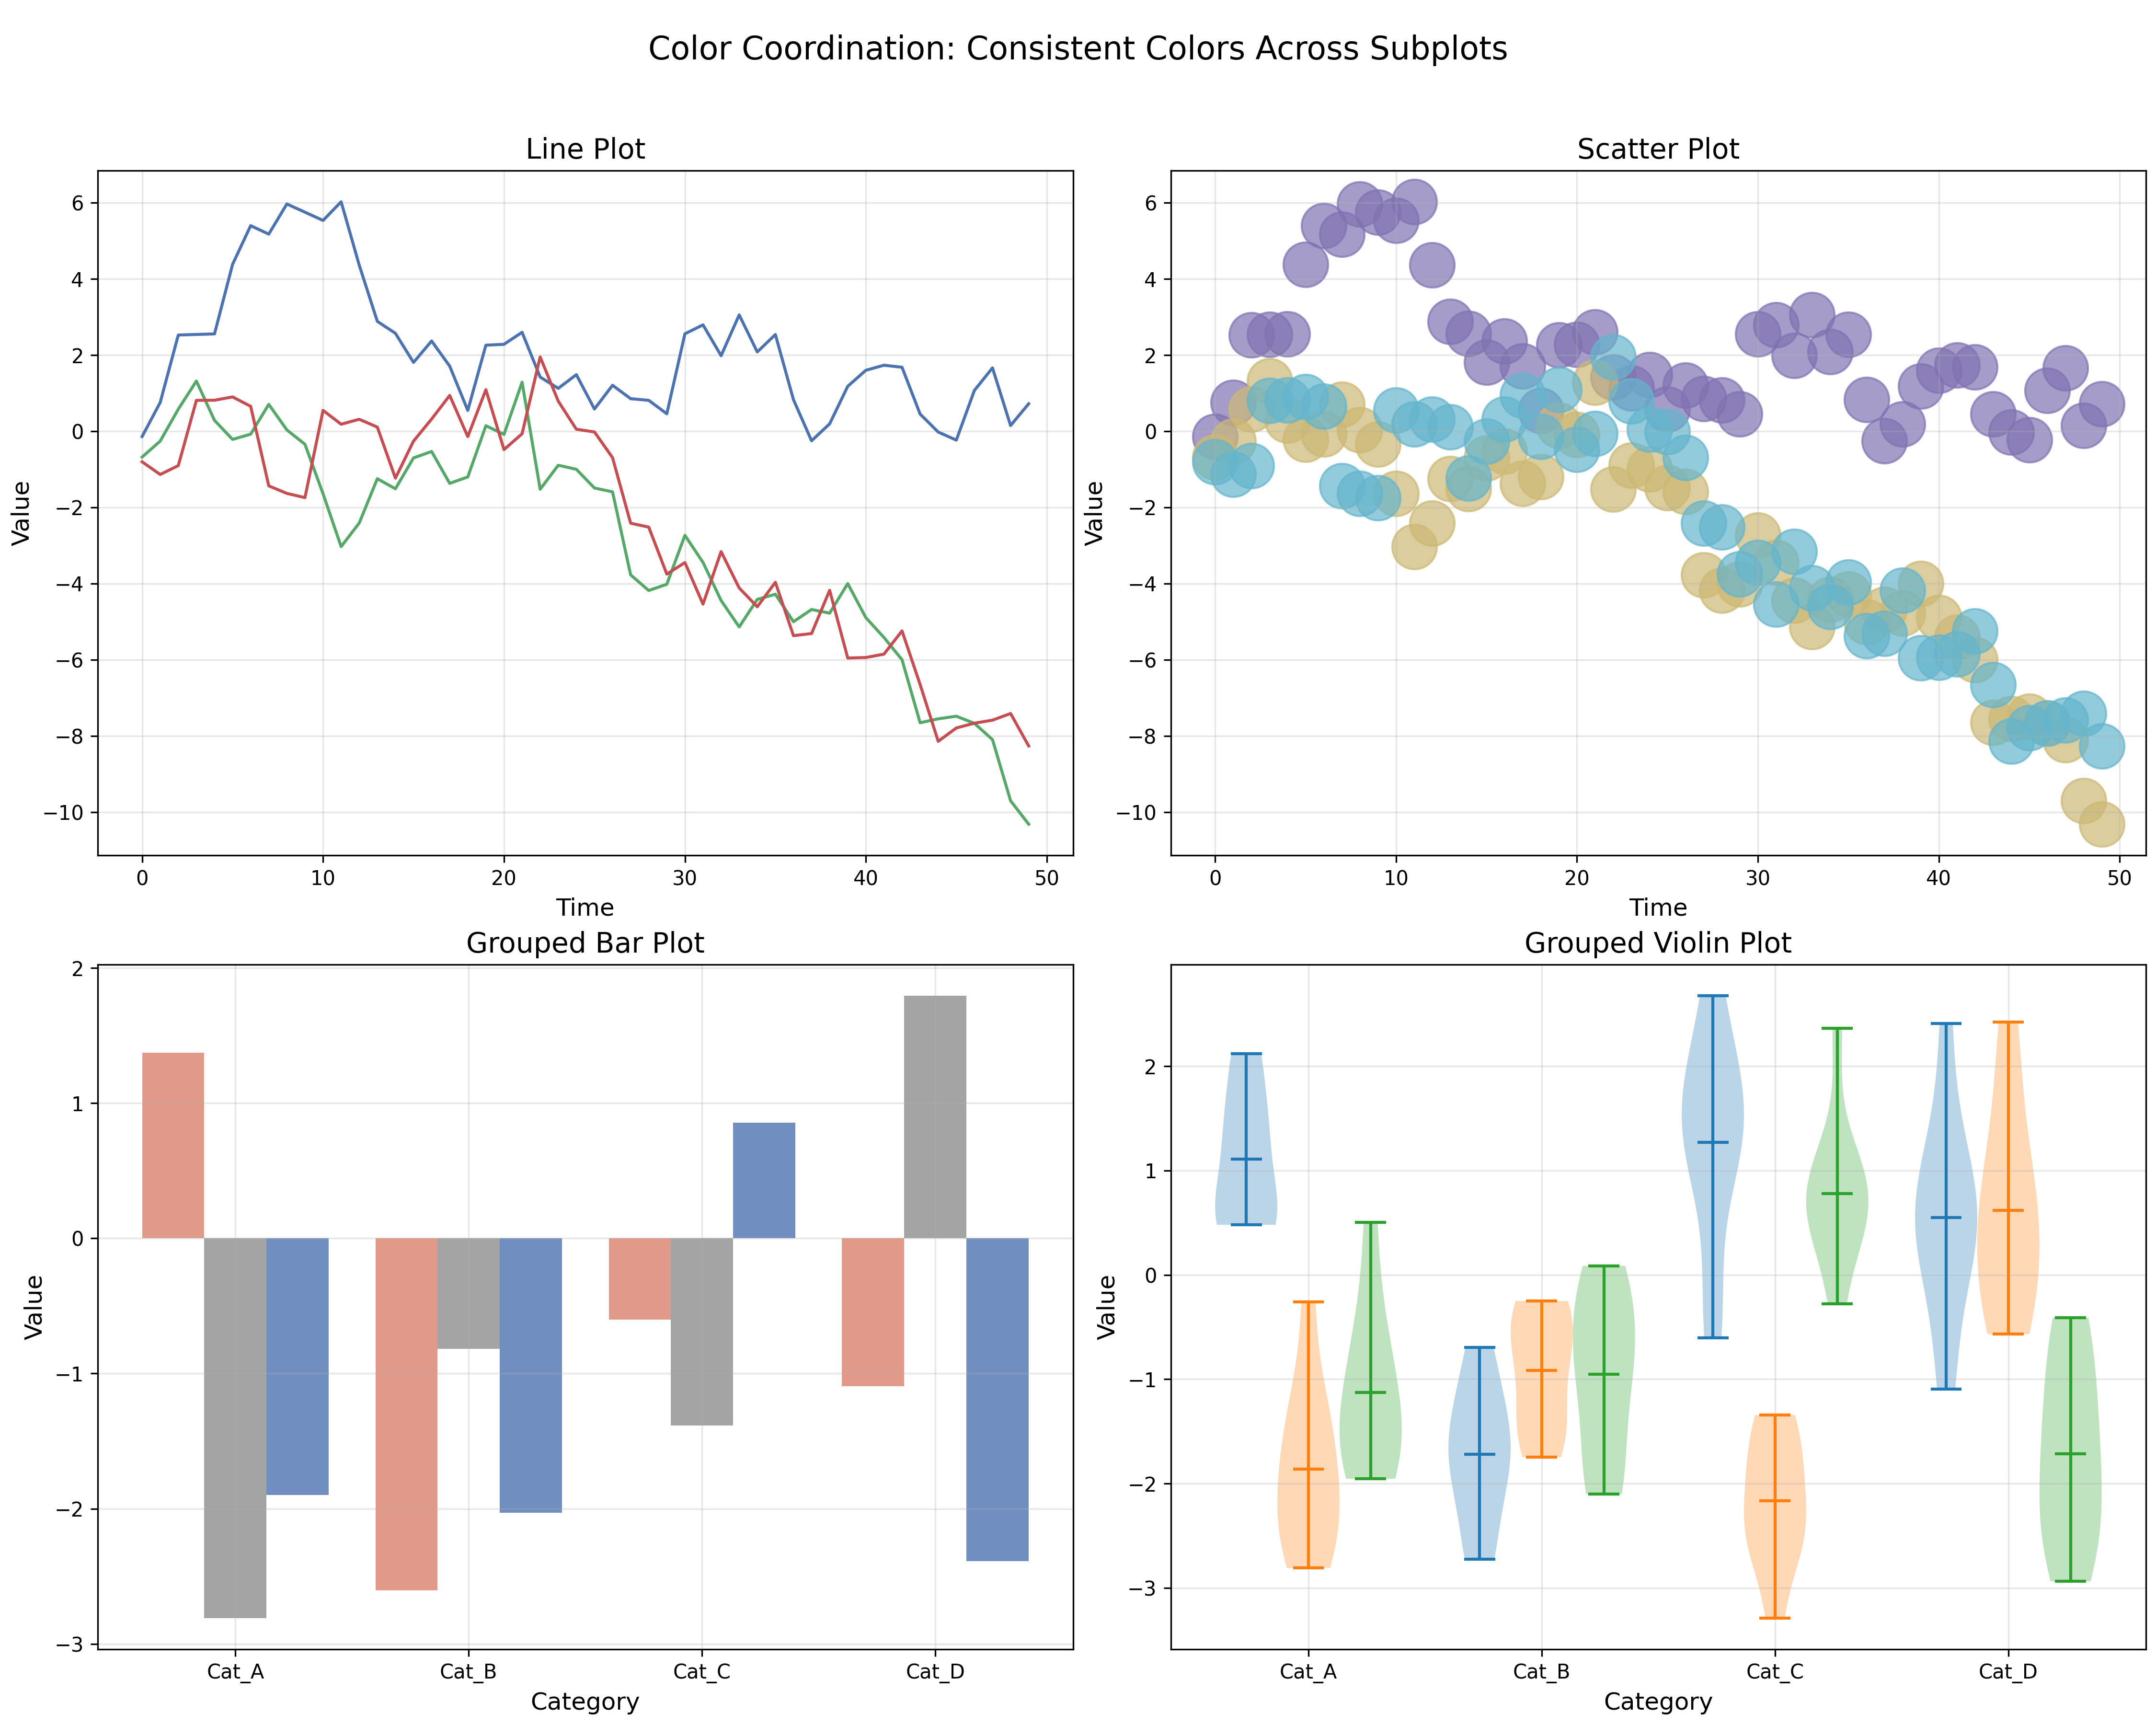 Color Coordination: Consistent Colors Across Subplots
Line Plot
6
4
2
0
−2
−4
−6
−8
−10
Value
0 10 20 30 40 50
Time
Scatter Plot
6
4
2
0
−2
−4
−6
−8
−10
Value
0 10 20 30 40 50
Time
Grouped Bar Plot
2
1
0
−1
−2
−3
Value
Cat_A Cat_B Cat_C Cat_D
Category
Grouped Violin Plot
2
1
0
−1
−2
−3
Value
Cat_A Cat_B Cat_C Cat_D
Category